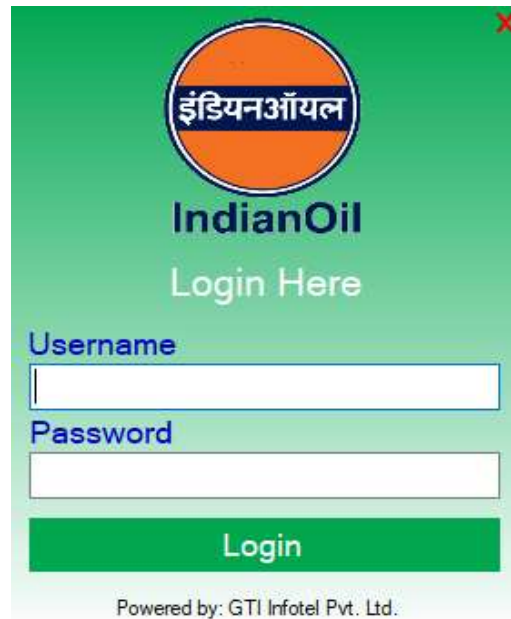 X
इंडियनऑयल
IndianOil
Login Here
Username
Password
Login
Powered by: GTI Infotel Pvt. Ltd.